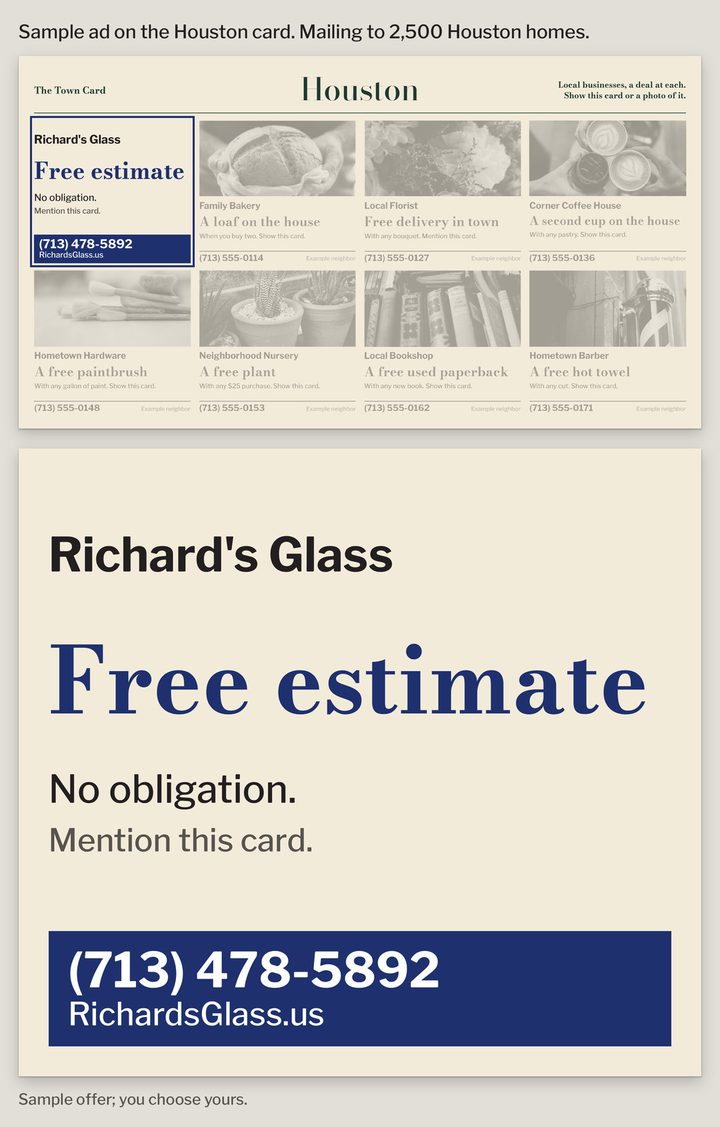 Sample ad on the Houston card. Mailing to 2,500 Houston homes.
The Town Card
Houston
Local businesses, a deal at each.
Show this card or a photo of it.
Richard's Glass
Free estimate
No obligation.
Mention this card.
(713) 478-5892
RichardsGlass.us
Family Bakery
A loaf on the house
When you buy two. Show this card.
(713) 555-0114
Example neighbor
Local Florist
Free delivery in town
With any bouquet. Mention this card.
(713) 555-0127
Example neighbor
Corner Coffee House
A second cup on the house
With any pastry. Show this card.
(713) 555-0136
Example neighbor
Hometown Hardware
A free paintbrush
With any gallon of paint. Show this card.
(713) 555-0148
Example neighbor
Neighborhood Nursery
A free plant
With any $25 purchase. Show this card.
(713) 555-0153
Example neighbor
Local Bookshop
A free used paperback
With any new book. Show this card.
(713) 555-0162
Example neighbor
Hometown Barber
A free hot towel
With any cut. Show this card.
(713) 555-0171
Example neighbor
Richard's Glass
Free estimate
No obligation.
Mention this card.
(713) 478-5892
RichardsGlass.us
Sample offer; you choose yours.